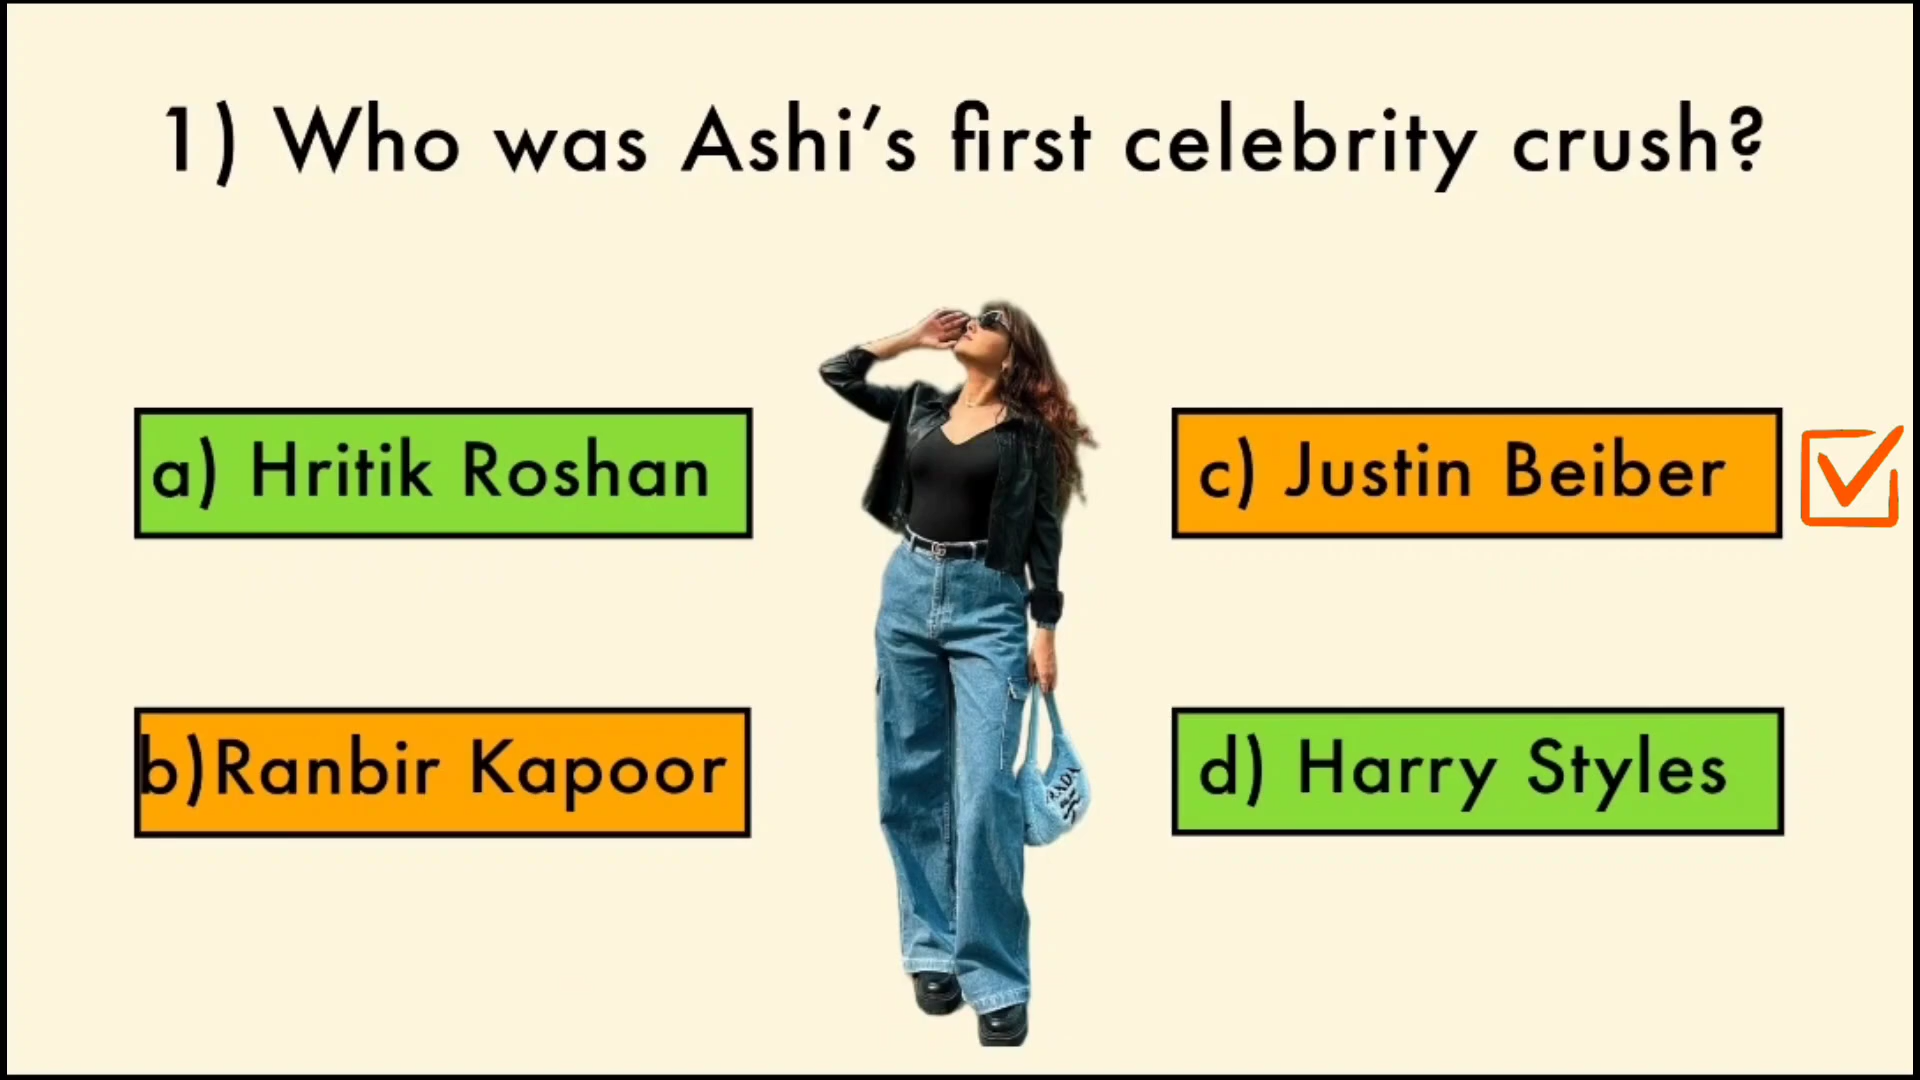 1) Who was Ashi’s first celebrity crush?
a) Hritik Roshan
c) Justin Beiber
b)Ranbir Kapoor
d) Harry Styles